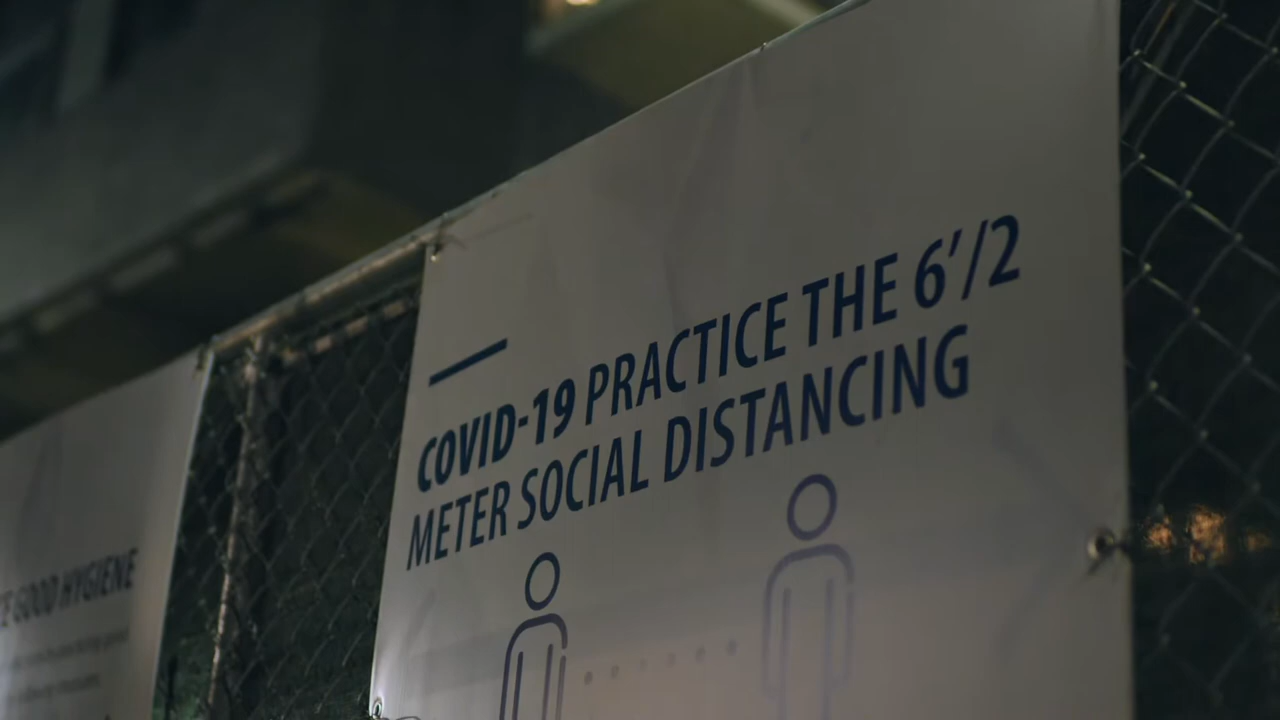 COVID-19 PRACTICE THE 6'/2
METER SOCIAL DISTANCING
GOOD HYGIENE